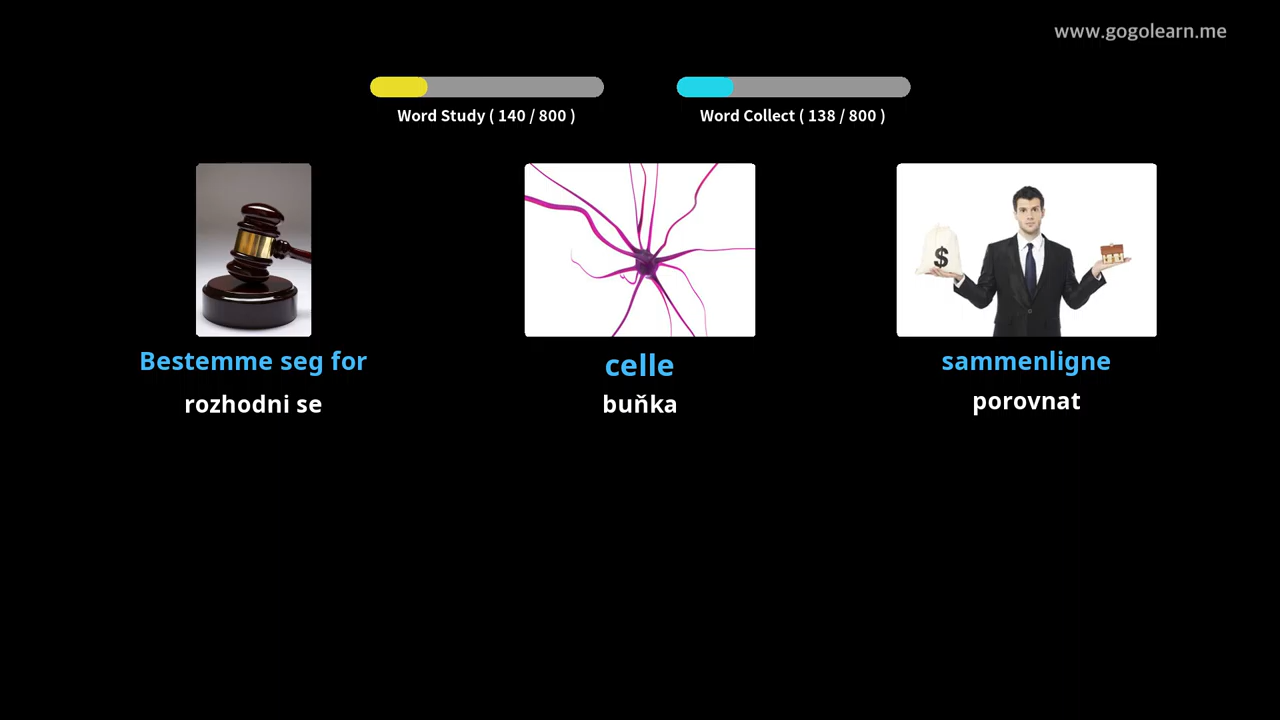 www.gogolearn.me
Word Study ( 140 / 800 )
Word Collect ( 138 / 800 )
$
Bestemme seg for
celle
sammenligne
rozhodni se
buňka
porovnat